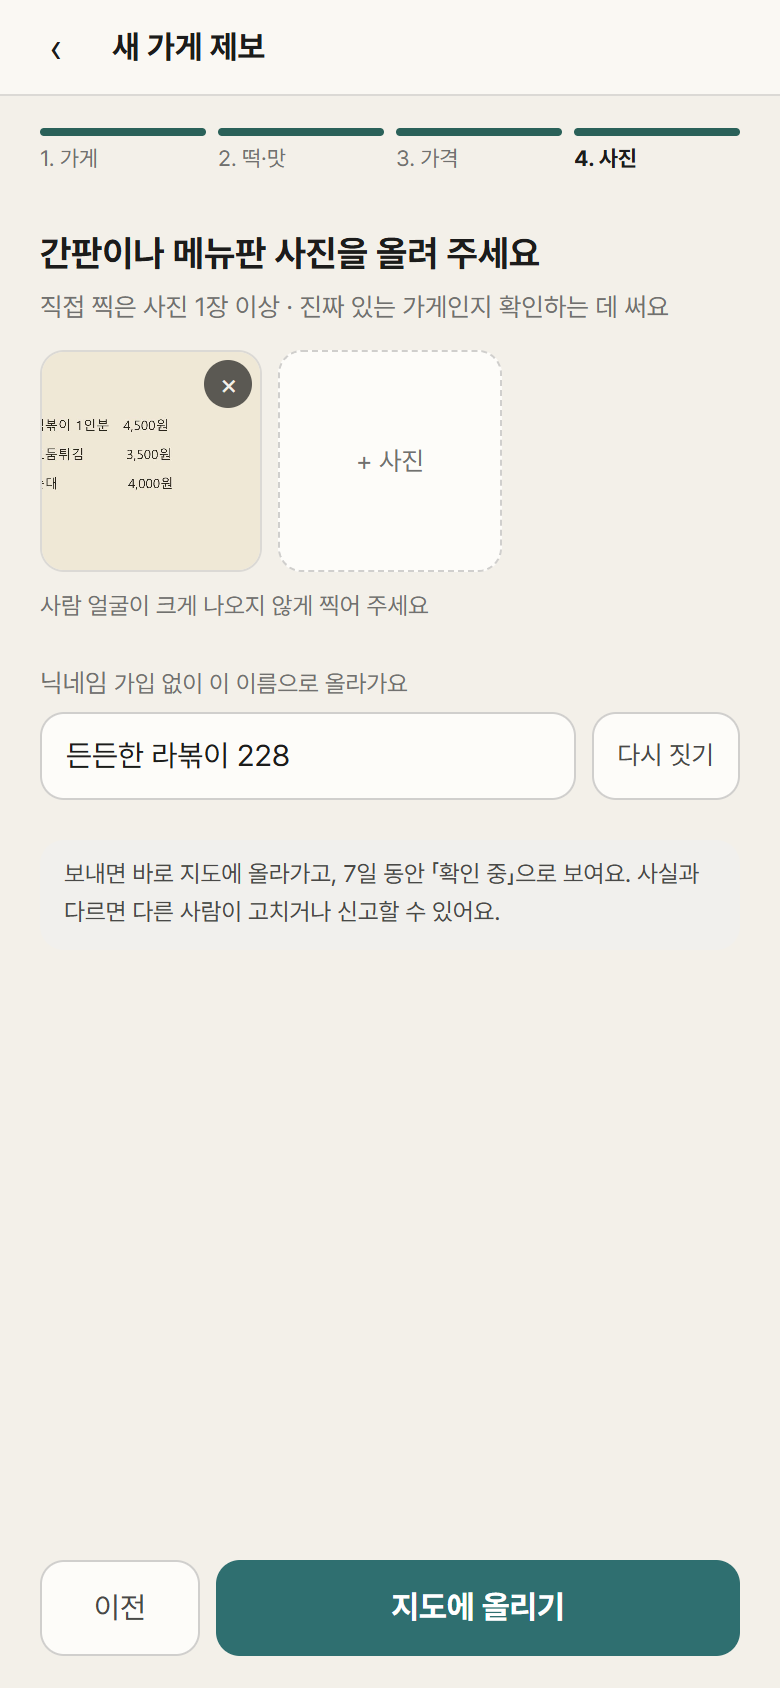 새 가게 제보
1. 가게
2. 떡·맛
3. 가격
4. 사진
간판이나 메뉴판 사진을 올려 주세요
직접 찍은 사진 1장 이상 · 진짜 있는 가게인지 확인하는 데 써요
1인분 4,500원
3,500원
4,000원
+ 사진
사람 얼굴이 크게 나오지 않게 찍어 주세요
닉네임 가입 없이 이 이름으로 올라가요
든든한 라볶이 228
다시 짓기
보내면 바로 지도에 올라가고, 7일 동안 「확인 중」으로 보여요. 사실과
다르면 다른 사람이 고치거나 신고할 수 있어요.
이전
지도에 올리기